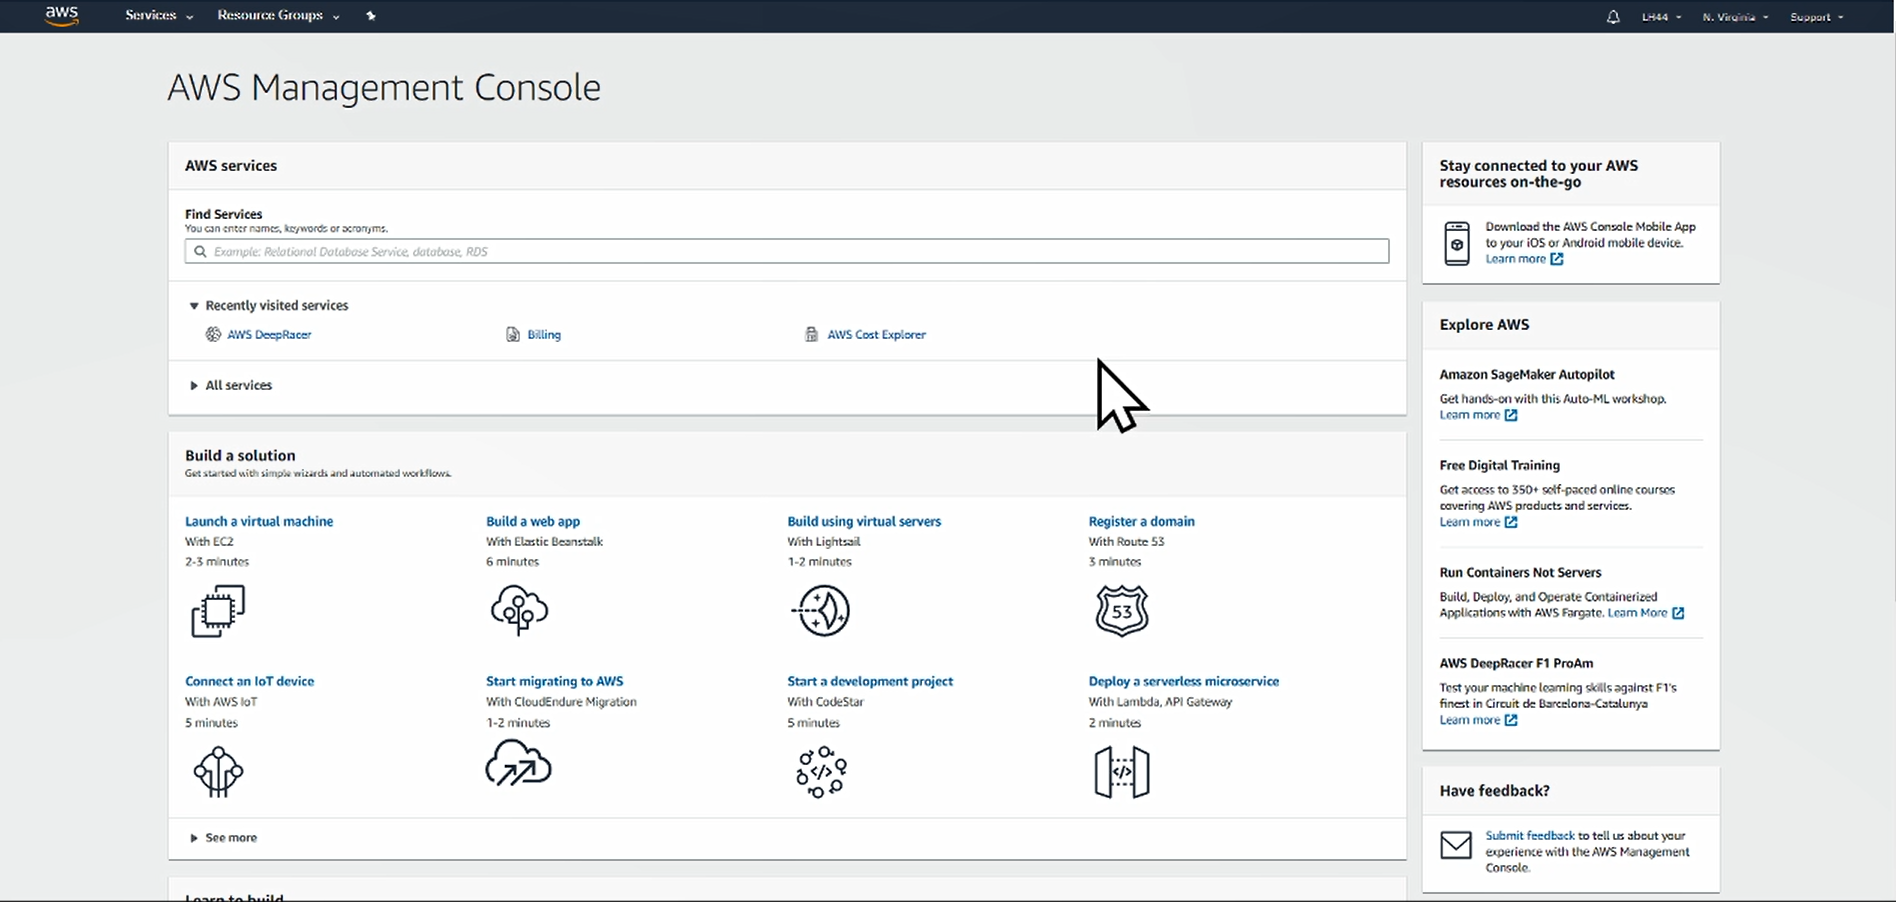 aws
Services
Resource Groups
LH44
N. Virginia
Support
AWS Management Console
AWS services
Find Services
You can enter names, keywords or acronyms.
Example: Relational Database Service, database, RDS
Recently visited services
AWS DeepRacer
Billing
AWS Cost Explorer
All services
Build a solution
Get started with simple wizards and automated workflows.
Launch a virtual machine
With EC2
2-3 minutes
Build a web app
With Elastic Beanstalk
6 minutes
Build using virtual servers
With Lightsail
1-2 minutes
Register a domain
With Route 53
3 minutes
53
Connect an IoT device
With AWS IoT
5 minutes
Start migrating to AWS
With CloudEndure Migration
1-2 minutes
Start a development project
With CodeStar
5 minutes
</>
Deploy a serverless microservice
With Lambda, API Gateway
2 minutes
</>
See more
Learn to build
Stay connected to your AWS
resources on-the-go
Download the AWS Console Mobile App
to your iOS or Android mobile device.
Learn more
Explore AWS
Amazon SageMaker Autopilot
Get hands-on with this Auto-ML workshop.
Learn more
Free Digital Training
Get access to 350+ self-paced online courses
covering AWS products and services.
Learn more
Run Containers Not Servers
Build, Deploy, and Operate Containerized
Applications with AWS Fargate. Learn More
AWS DeepRacer F1 ProAm
Test your machine learning skills against F1's
finest in Circuit de Barcelona-Catalunya
Learn more
Have feedback?
Submit feedback to tell us about your
experience with the AWS Management
Console.